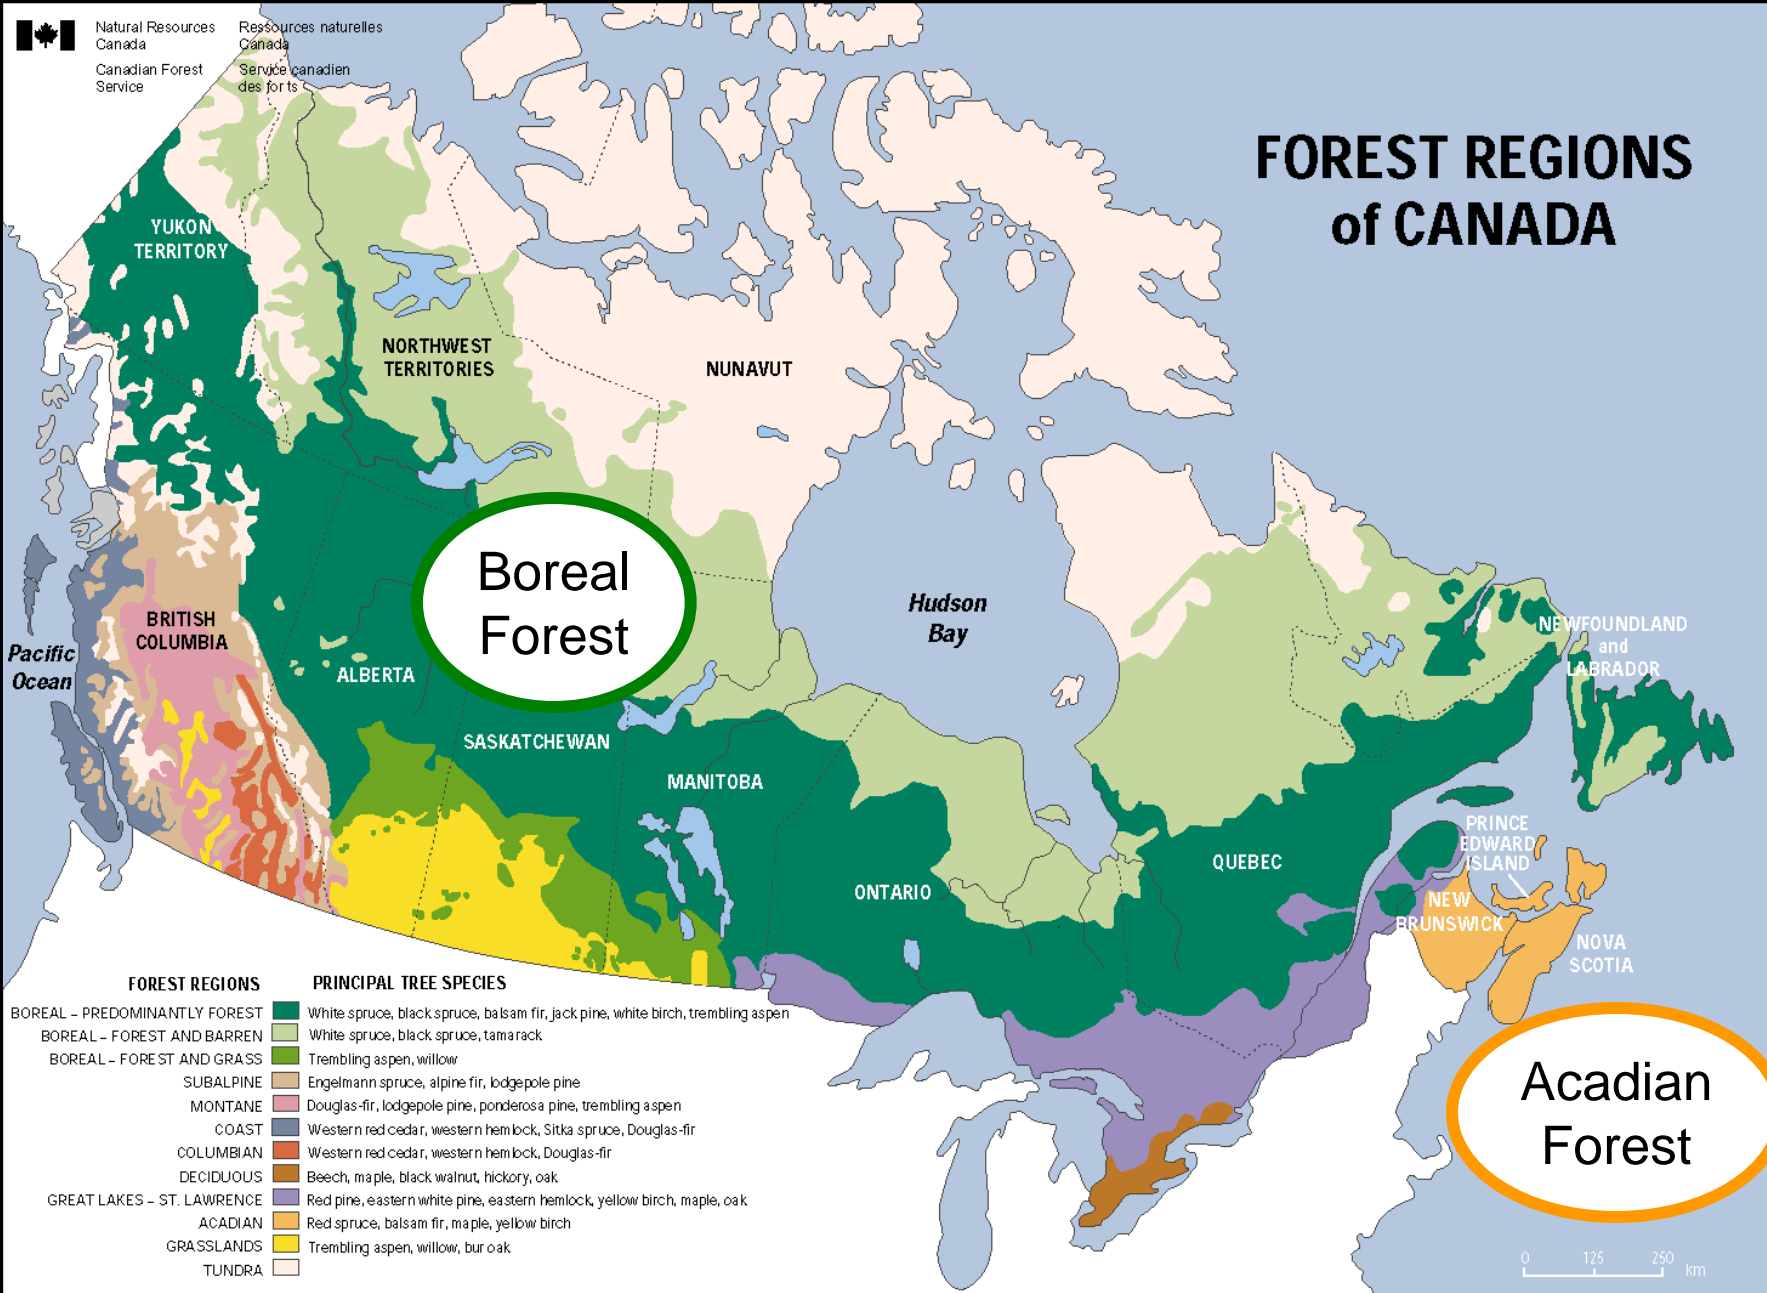 Natural Resources
Canada
Ressources naturelles
Canada
Canadian Forest
Service
Service canadien
des for ts
FOREST REGIONS
of CANADA
YUKON
TERRITORY
NORTHWEST
TERRITORIES
NUNAVUT
Boreal
Forest
Hudson
Bay
BRITISH
COLUMBIA
Pacific
Ocean
ALBERTA
NEWFOUNDLAND
and
LABRADOR
SASKATCHEWAN
MANITOBA
PRINCE
EDWARD
ISLAND
QUEBEC
ONTARIO
NEW
BRUNSWICK
NOVA
SCOTIA
FOREST REGIONS PRINCIPAL TREE SPECIES
BOREAL – PREDOMINANTLY FOREST White spruce, black spruce, balsam fir, jack pine, white birch, trembling aspen
BOREAL – FOREST AND BARREN White spruce, black spruce, tamarack
BOREAL – FOREST AND GRASS Trembling aspen, willow
SUBALPINE Engelmann spruce, alpine fir, lodgepole pine
MONTANE Douglas-fir, lodgepole pine, ponderosa pine, trembling aspen
COAST Western red cedar, western hemlock, Sitka spruce, Douglas-fir
COLUMBIAN Western red cedar, western hemlock, Douglas-fir
DECIDUOUS Beech, maple, black walnut, hickory, oak
GREAT LAKES – ST. LAWRENCE Red pine, eastern white pine, eastern hemlock, yellow birch, maple, oak
ACADIAN Red spruce, balsam fir, maple, yellow birch
GRASSLANDS Trembling aspen, willow, bur oak
TUNDRA
Acadian
Forest
0 125 250
km